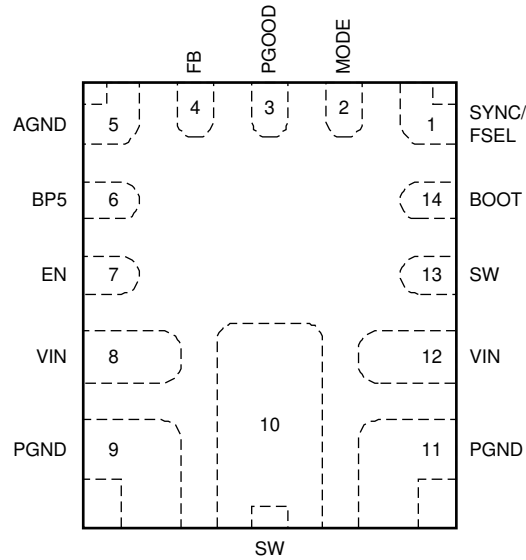 FB
PGOOD
MODE
4
3
2
AGND
5
1
SYNC/
FSEL
BP5
6
14
BOOT
EN
7
13
SW
VIN
8
12
VIN
PGND
9
10
11
PGND
SW